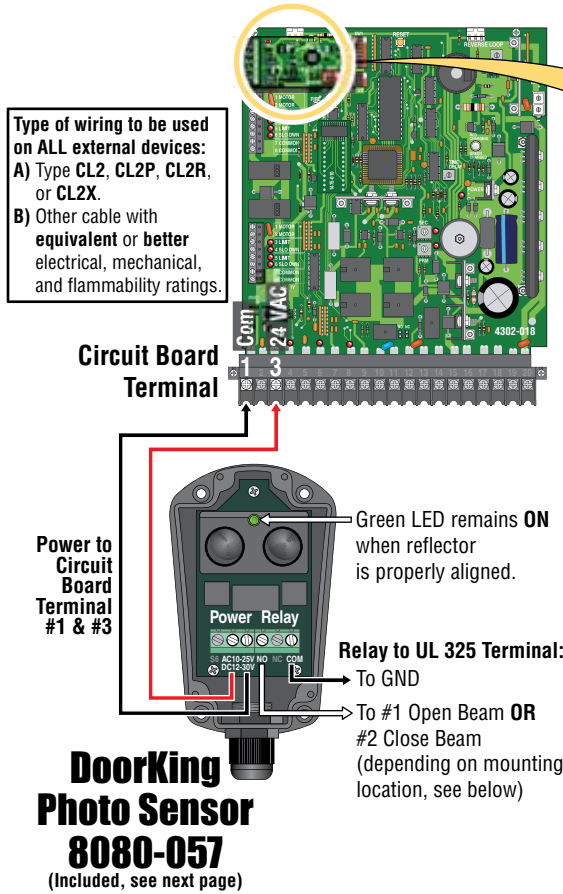 RESET
REVERSE LOOP
Type of wiring to be used
on ALL external devices:
A) Type CL2, CL2P, CL2R,
or CL2X.
B) Other cable with
equivalent or better
electrical, mechanical,
and flammability ratings.
POWER
4302-018
Com
24 VAC
Circuit Board
Terminal
1 3
Power to
Circuit
Board
Terminal
#1 & #3
Green LED remains ON
when reflector
is properly aligned.
Power Relay
S6 AC10-25V NO NC COM
DC12-30V
Relay to UL 325 Terminal:
To GND
To #1 Open Beam OR
#2 Close Beam
(depending on mounting
location, see below)
DoorKing
Photo Sensor
8080-057
(Included, see next page)